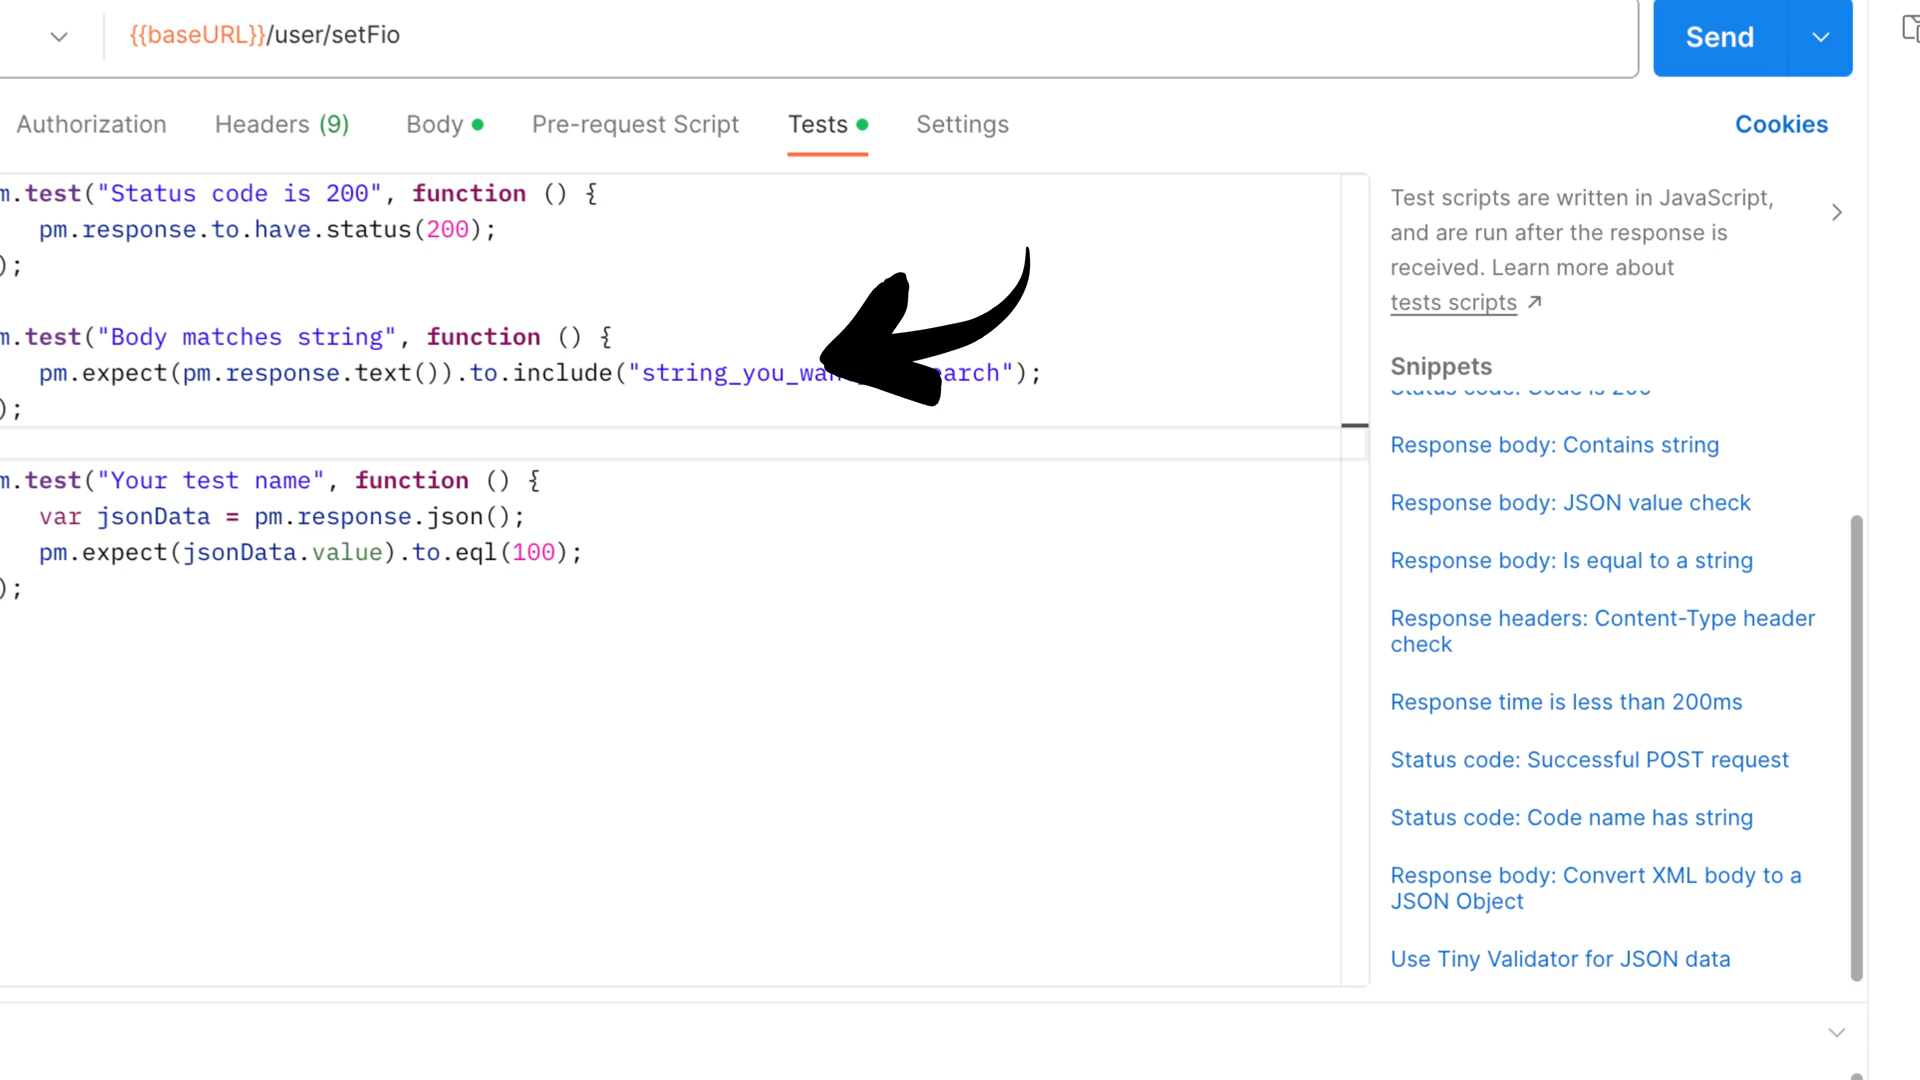 {{baseURL}}/user/setFio
Send
Authorization
Headers (9)
Body
Pre-request Script
Tests
Settings
Cookies
m.test("Status code is 200", function () {
pm.response.to.have.status(200);
);
m.test("Body matches string", function () {
pm.expect(pm.response.text()).to.include("string_you_wan arch");
);
m.test("Your test name", function () {
var jsonData = pm.response.json();
pm.expect(jsonData.value).to.eql(100);
);
Test scripts are written in JavaScript,
and are run after the response is
received. Learn more about
tests scripts ↗
Snippets
Status code: Code is 200
Response body: Contains string
Response body: JSON value check
Response body: Is equal to a string
Response headers: Content-Type header
check
Response time is less than 200ms
Status code: Successful POST request
Status code: Code name has string
Response body: Convert XML body to a
JSON Object
Use Tiny Validator for JSON data